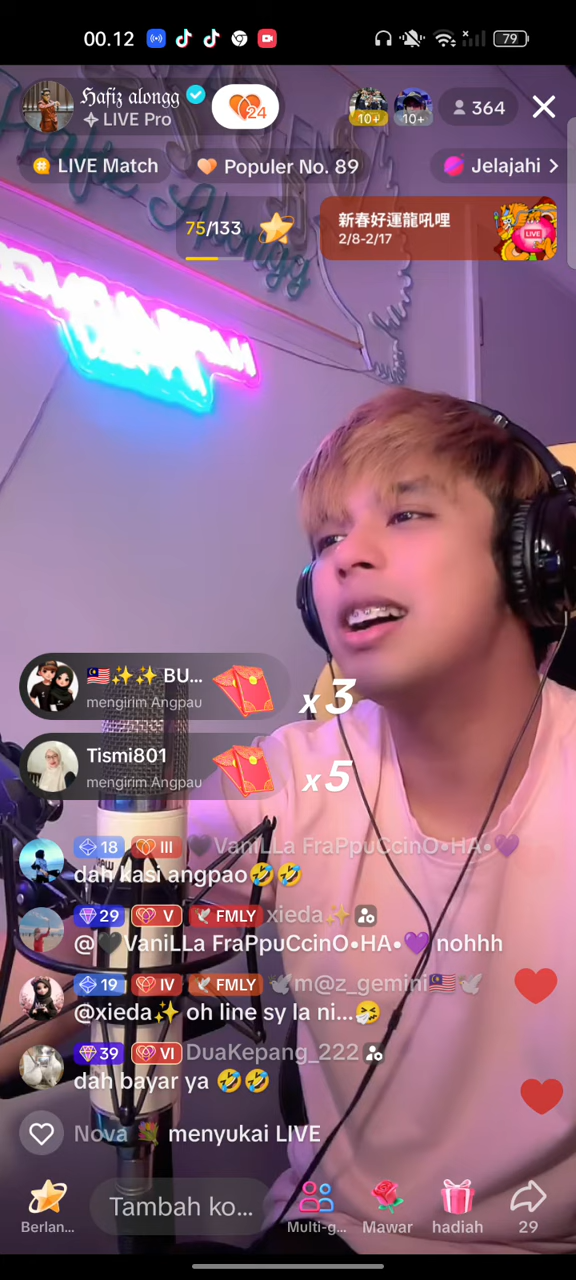 00.12
79
Hafiz alongg
LIVE Pro
24
10+
10+
364
LIVE Match
Populer No. 89
Jelajahi
75/133
新春好運龍吼哩
2/8-2/17
LIVE
🇲🇾✨✨ BU...
mengirim Angpau
x3
Tismi801
mengirim Angpau
x5
18 III 🖤VaniLLa FraPpuCcinO•HA•💜
dah kasi angpao🤣🤣
29 V FMLY xieda✨
@🖤VaniLLa FraPpuCcinO•HA•💜 nohhh
19 IV FMLY 🕊m@z_gemini🇲🇾🕊
@xieda✨ oh line sy la ni...🤧
39 VI DuaKepang_222
dah bayar ya 🤣🤣
Nova 💐 menyukai LIVE
Berlan...
Tambah ko...
Multi-g...
Mawar
hadiah
29